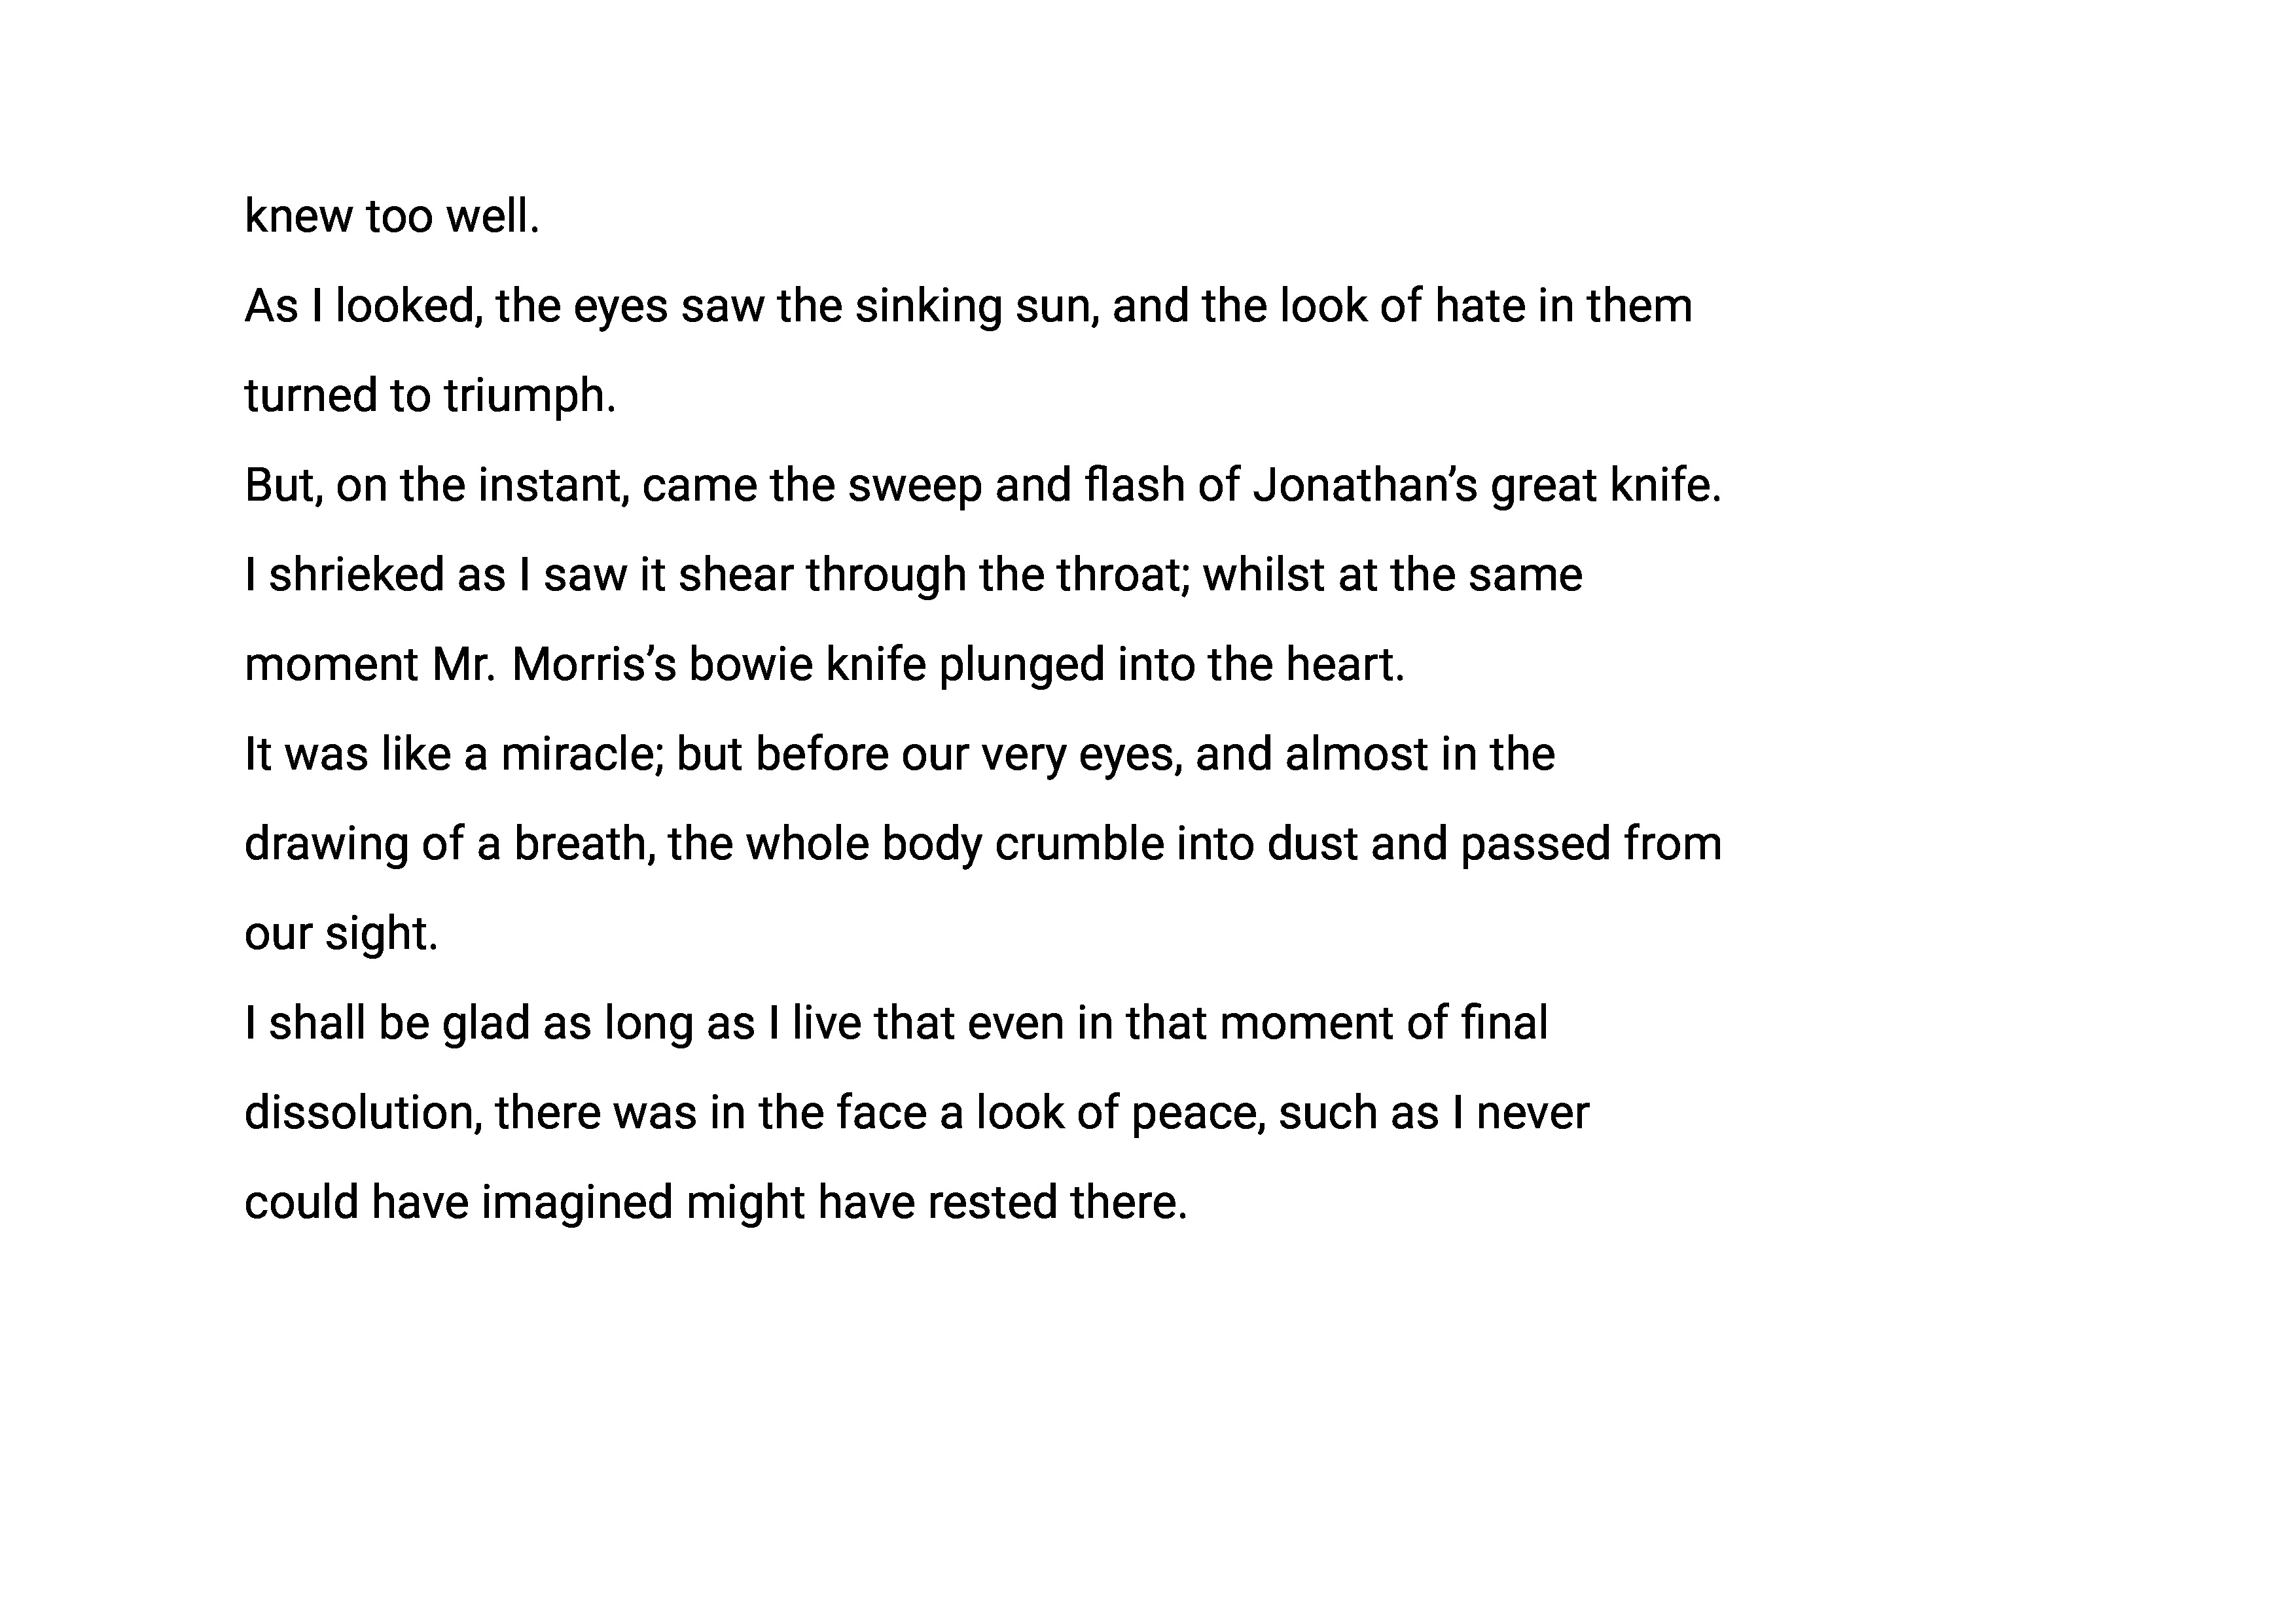 knew too well.
As I looked, the eyes saw the sinking sun, and the look of hate in them
turned to triumph.
But, on the instant, came the sweep and flash of Jonathan’s great knife.
I shrieked as I saw it shear through the throat; whilst at the same
moment Mr. Morris’s bowie knife plunged into the heart.
It was like a miracle; but before our very eyes, and almost in the
drawing of a breath, the whole body crumble into dust and passed from
our sight.
I shall be glad as long as I live that even in that moment of final
dissolution, there was in the face a look of peace, such as I never
could have imagined might have rested there.